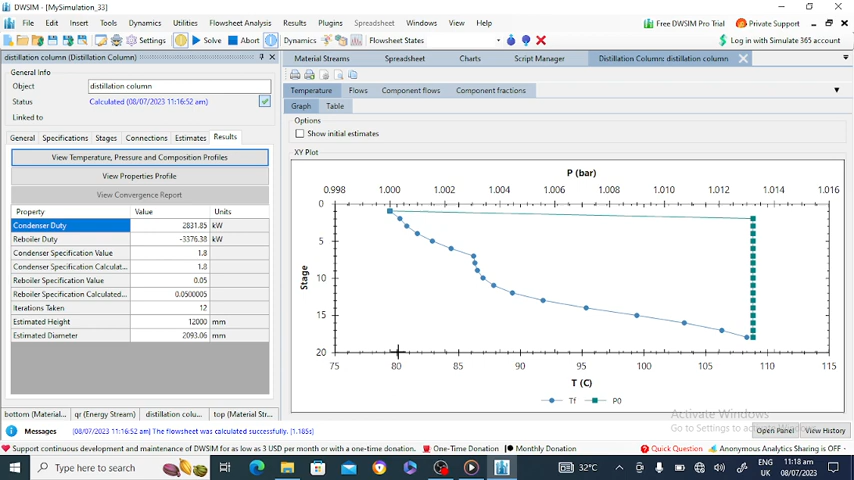 DWSIM - [MySimulation_33]
File Edit Insert Tools Dynamics Utilities Flowsheet Analysis Results Plugins Spreadsheet Windows View Help Free DWSIM Pro Trial Private Support
Settings Solve Abort Dynamics Flowsheet States Log in with Simulate 365 account
distillation column (Distillation Column)
General Info
Object distillation column
Status Calculated (08/07/2023 11:16:52 am)
Linked to
General Specifications Stages Connections Estimates Results
View Temperature, Pressure and Composition Profiles
View Properties Profile
View Convergence Report
Property Value Units
Condenser Duty 2831.85 kW
Reboiler Duty -3376.38 kW
Condenser Specification Value 1.8
Condenser Specification Calculat... 1.8
Reboiler Specification Value 0.05
Reboiler Specification Calculated... 0.0500005
Iterations Taken 12
Estimated Height 12000 mm
Estimated Diameter 2093.06 mm
Material Streams Spreadsheet Charts Script Manager Distillation Column: distillation column
Temperature Flows Component flows Component fractions
Graph Table
Options
Show initial estimates
XY Plot
P (bar)
0.998 1.000 1.002 1.004 1.006 1.008 1.010 1.012 1.014 1.016
0
5
10
15
20
Stage
75 80 85 90 95 100 105 110 115
T (C)
Tf P0
bottom (Material... qr (Energy Stream) distillation colu... top (Material Str...
Activate Windows
Go to Settings to activate Windows.
Messages [08/07/2023 11:16:52 am] The flowsheet was calculated successfully. (1.185s) Open Panel View History
Support continuous development and maintenance of DWSIM for as low as 3 USD per month or with a one-time donation. One-Time Donation Monthly Donation Quick Question Anonymous Analytics Sharing is OFF
Type here to search 32°C ENG 11:18 am
UK 08/07/2023